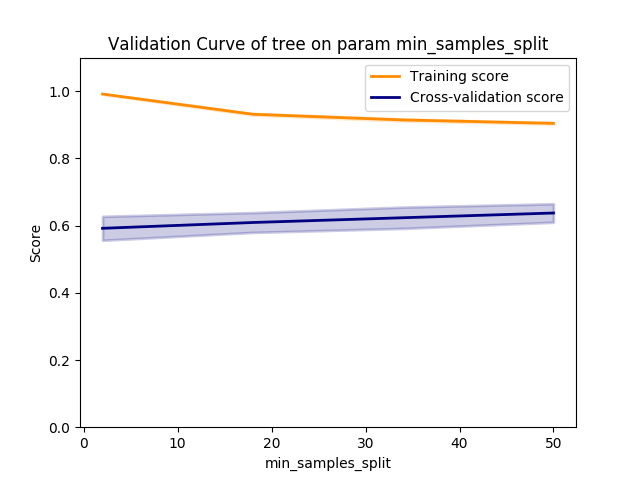 Validation Curve of tree on param min_samples_split
Training score
Cross-validation score
Score
1.0
0.8
0.6
0.4
0.2
0.0
0 10 20 30 40 50
min_samples_split